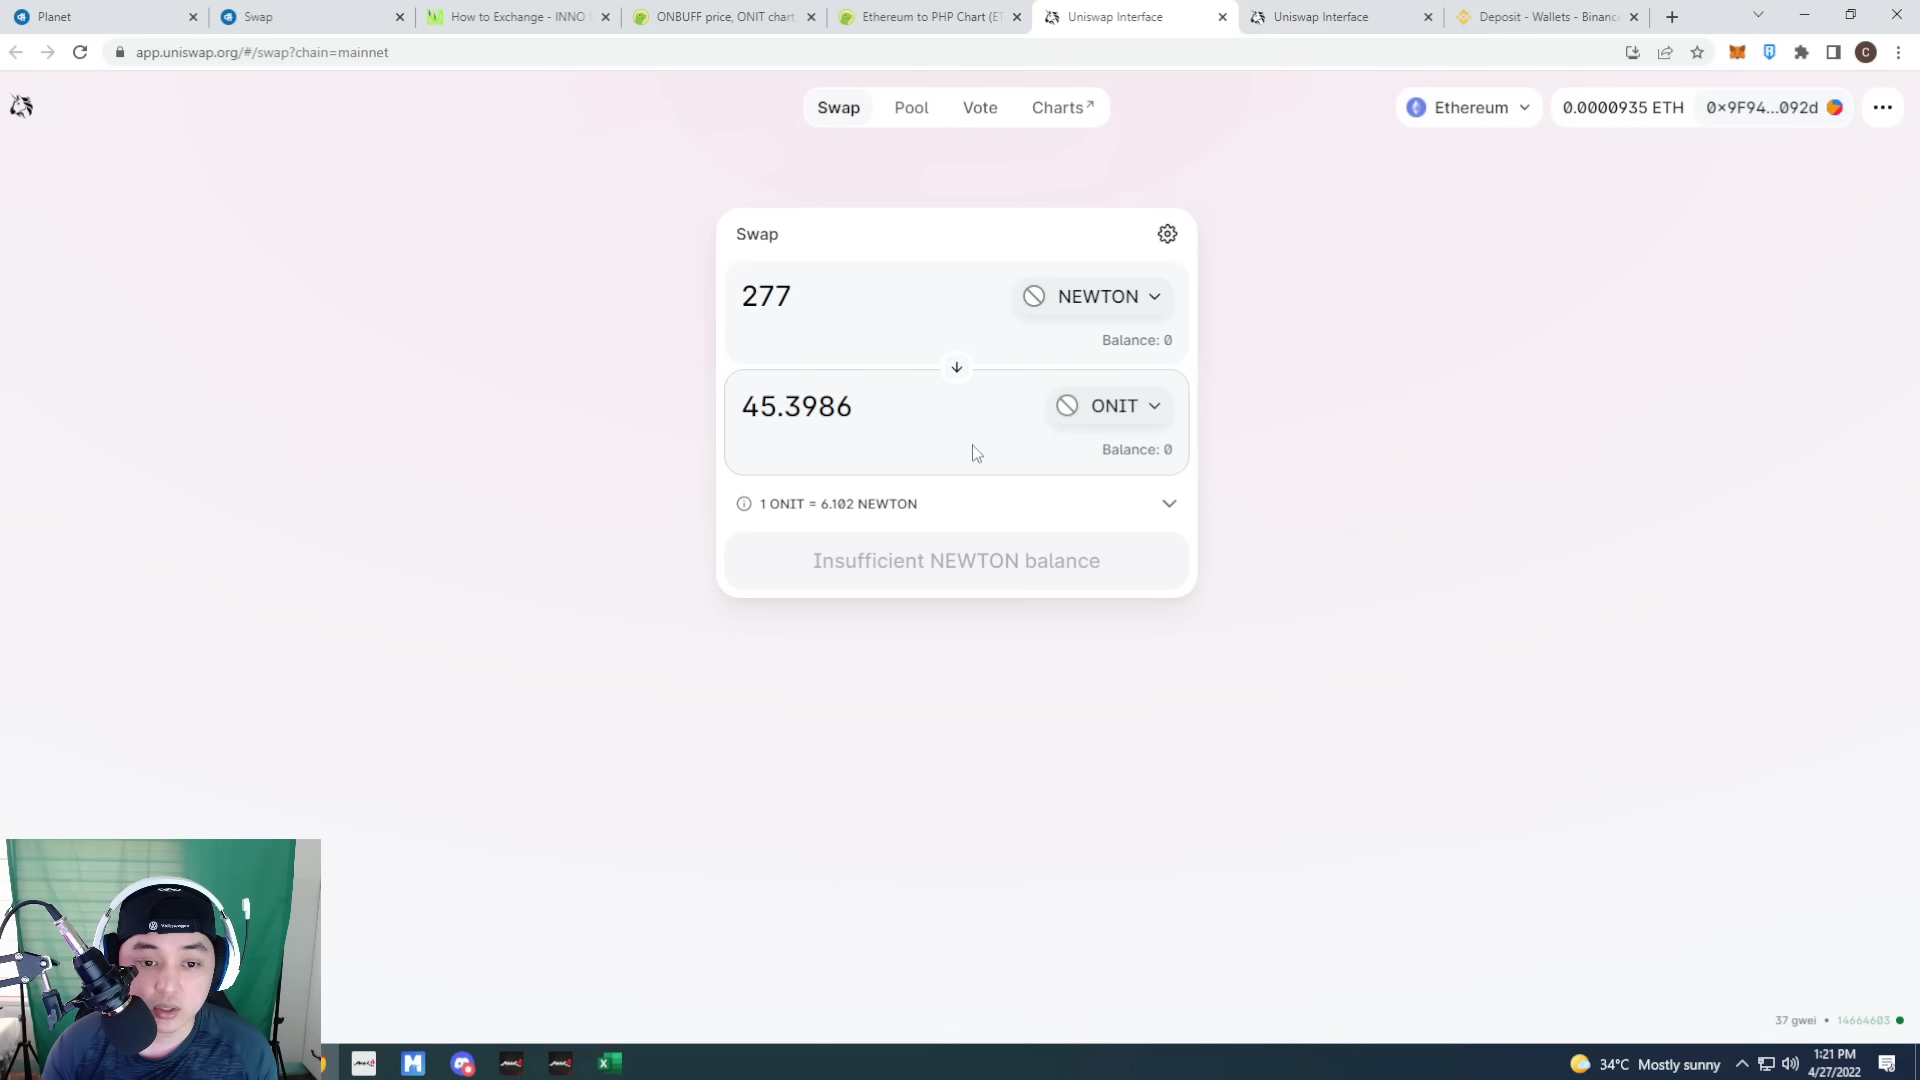 Planet
Swap
How to Exchange - INNO
ONBUFF price, ONIT chart,
Ethereum to PHP Chart (ET
Uniswap Interface
Uniswap Interface
Deposit - Wallets - Binanc
app.uniswap.org/#/swap?chain=mainnet
C
Swap
Pool
Vote
Charts↗
Ethereum
0.0000935 ETH
0x9F94...092d
Swap
277
NEWTON
Balance: 0
45.3986
ONIT
Balance: 0
1 ONIT = 6.102 NEWTON
Insufficient NEWTON balance
37 gwei • 14664603
34°C Mostly sunny
1:21 PM
4/27/2022